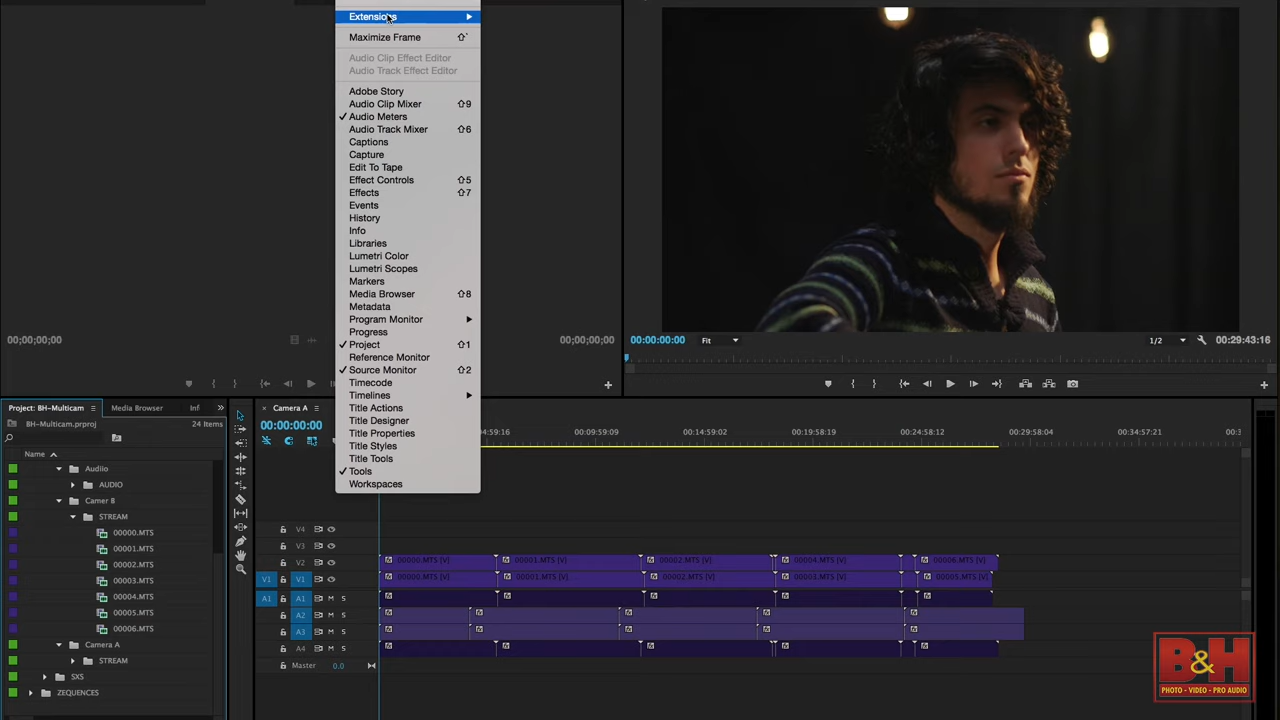 Extensions
Maximize Frame ⇧`
Audio Clip Effect Editor
Audio Track Effect Editor
Adobe Story
Audio Clip Mixer ⇧9
✓ Audio Meters
Audio Track Mixer ⇧6
Captions
Capture
Edit To Tape
Effect Controls ⇧5
Effects ⇧7
Events
History
Info
Libraries
Lumetri Color
Lumetri Scopes
Markers
Media Browser ⇧8
Metadata
Program Monitor
Progress
✓ Project ⇧1
Reference Monitor
✓ Source Monitor ⇧2
Timecode
Timelines
Title Actions
Title Designer
Title Properties
Title Styles
Title Tools
✓ Tools
Workspaces
00;00;00;00
00;00;00;00
00:00:00:00 Fit 1/2 00:29:43:16
Project: BH-Multicam Media Browser Inf »
BH-Multicam.prproj 24 Items
Name
Audiio
AUDIO
Camer B
STREAM
00000.MTS
00001.MTS
00002.MTS
00003.MTS
00004.MTS
00005.MTS
00006.MTS
Camera A
STREAM
SXS
ZEQUENCES
× Camera A
00:00:00:00
04:59:16 00:09:59:09 00:14:59:02 00:19:58:19 00:24:58:12 00:29:58:04 00:34:57:21 00:3
V4
V3
V2 00000.MTS [V] 00001.MTS [V] 00002.MTS [V] 00004.MTS [V] 00006.MTS [V]
V1 V1 00000.MTS [V] 00001.MTS [V] 00002.MTS [V] 00003.MTS [V] 00005.MTS [V]
A1 A1 M S
A2 M S
A3 M S
A4 M S
Master 0.0
B&H
PHOTO - VIDEO - PRO AUDIO